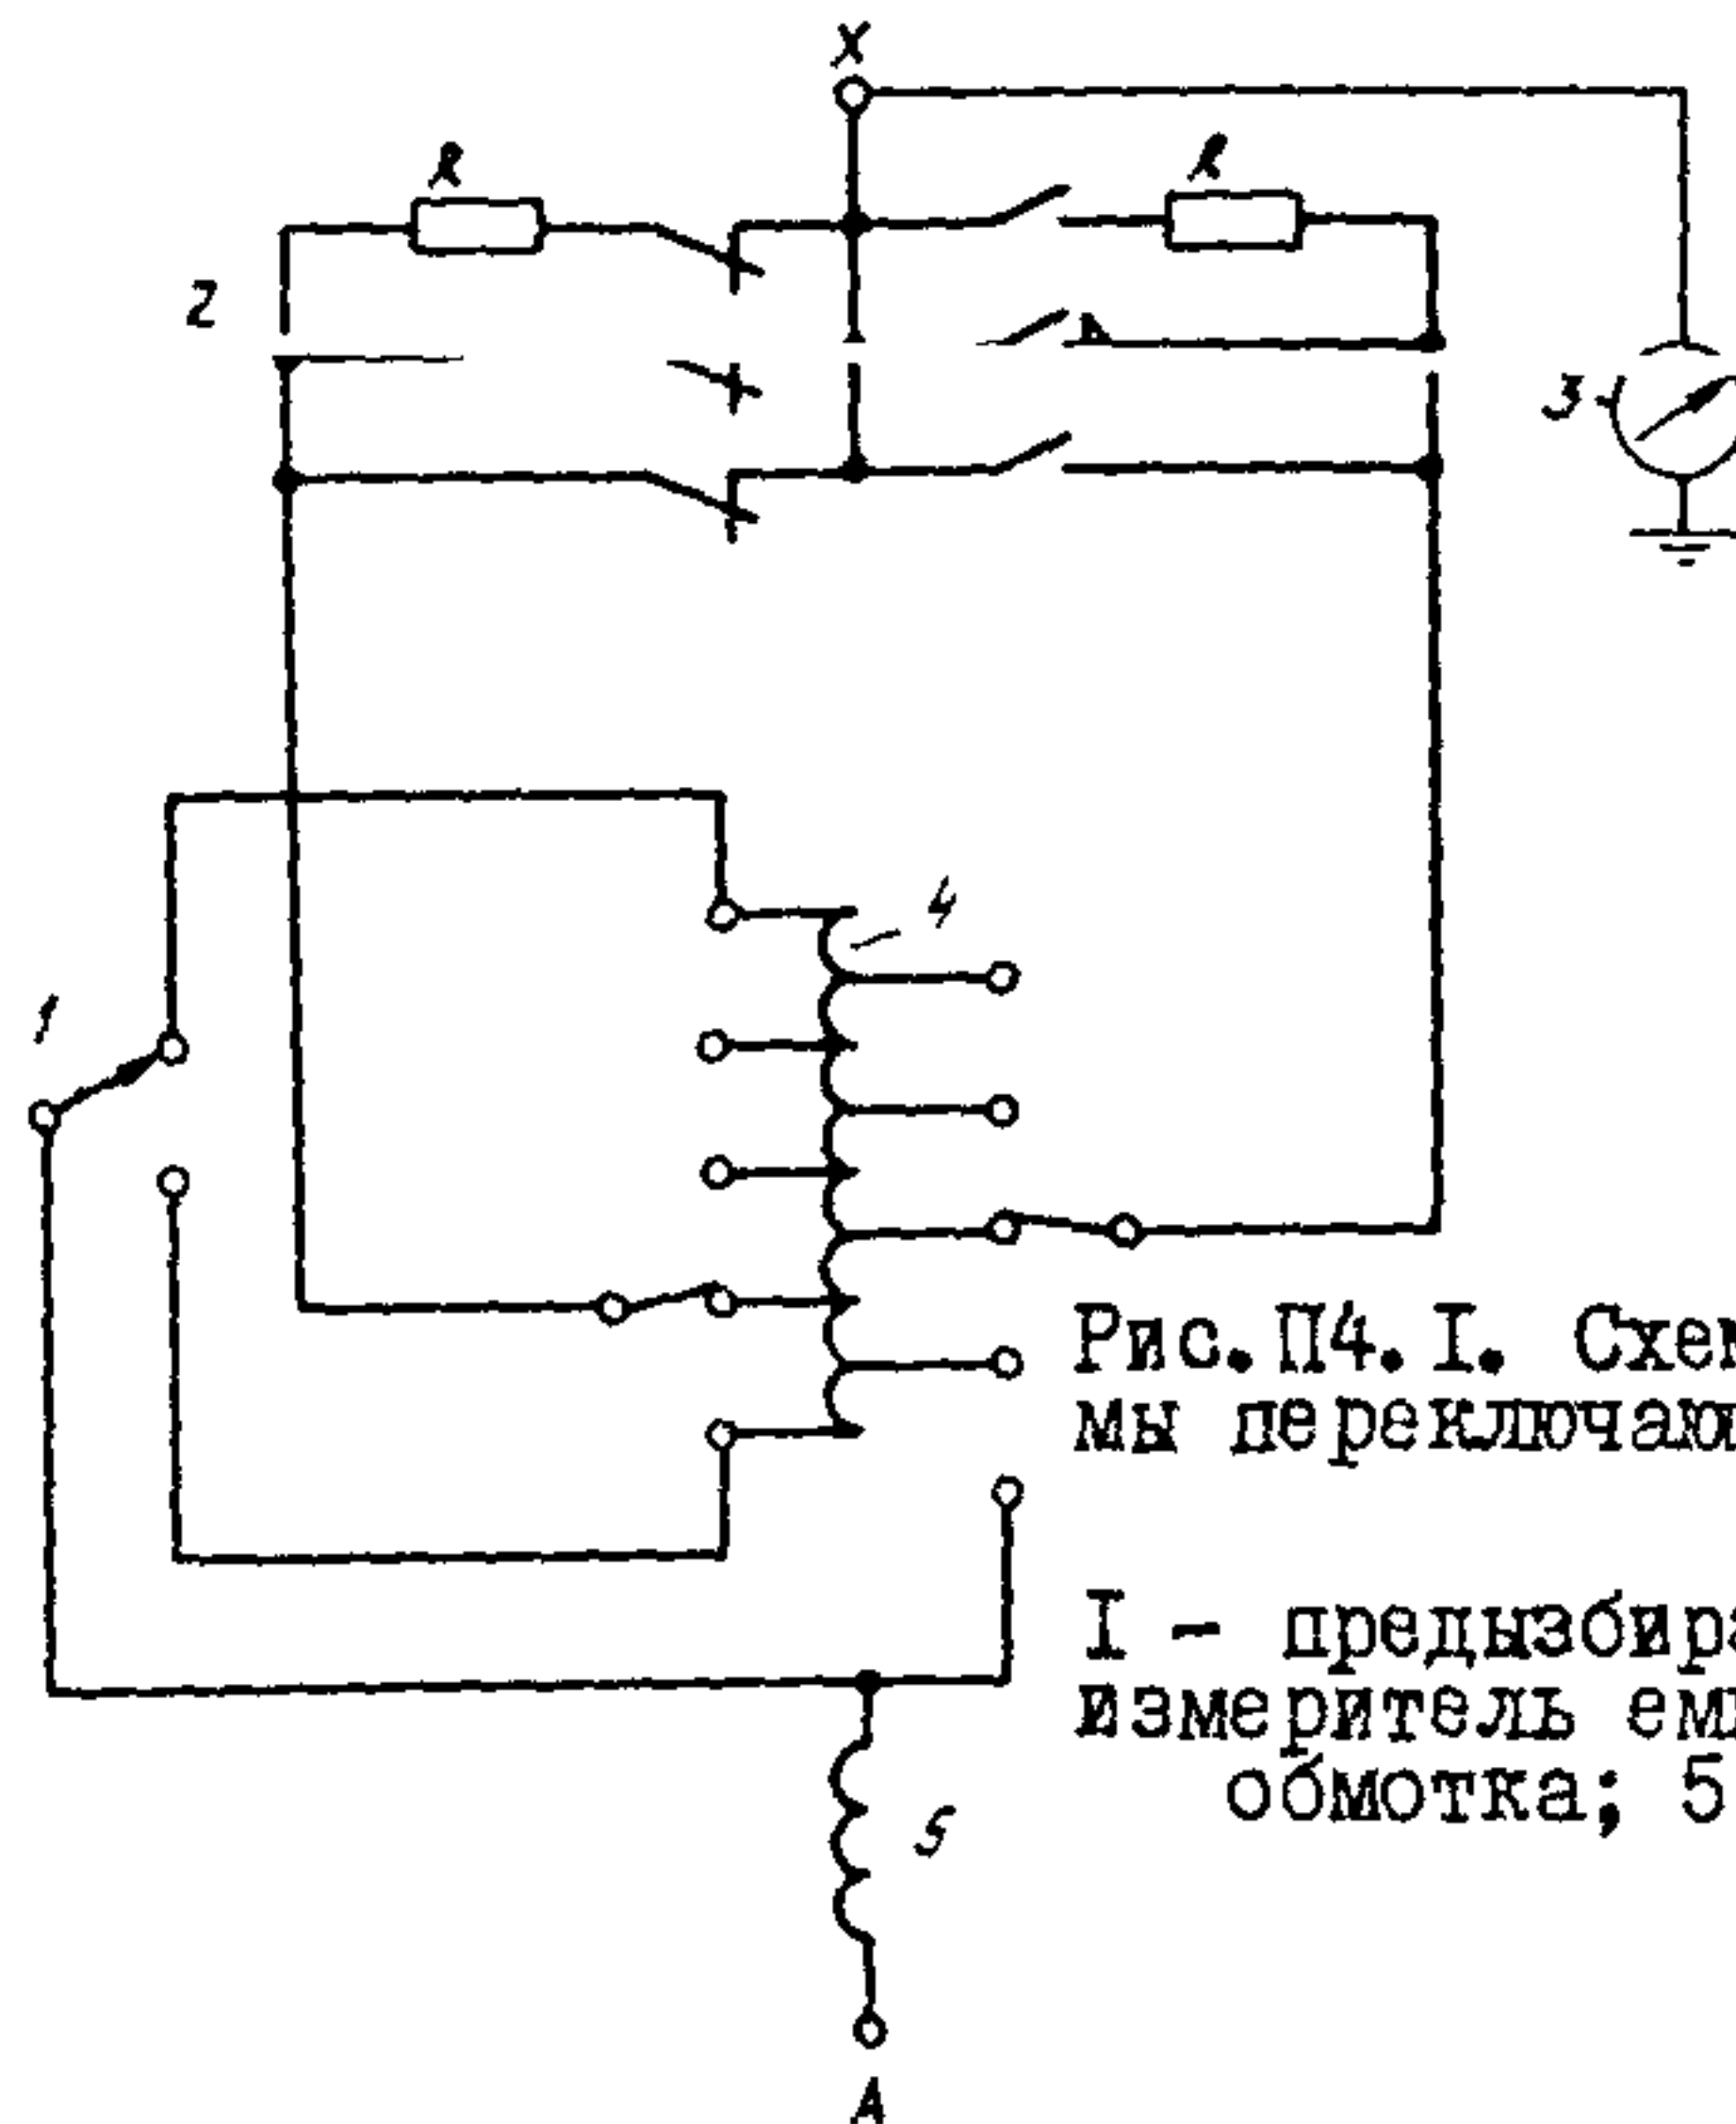 X
R
R
2
3
4
1
Рис.П4.I. Схем
мы переключаю
I - предызбира
измеритель ем
обмотка; 5
5
A